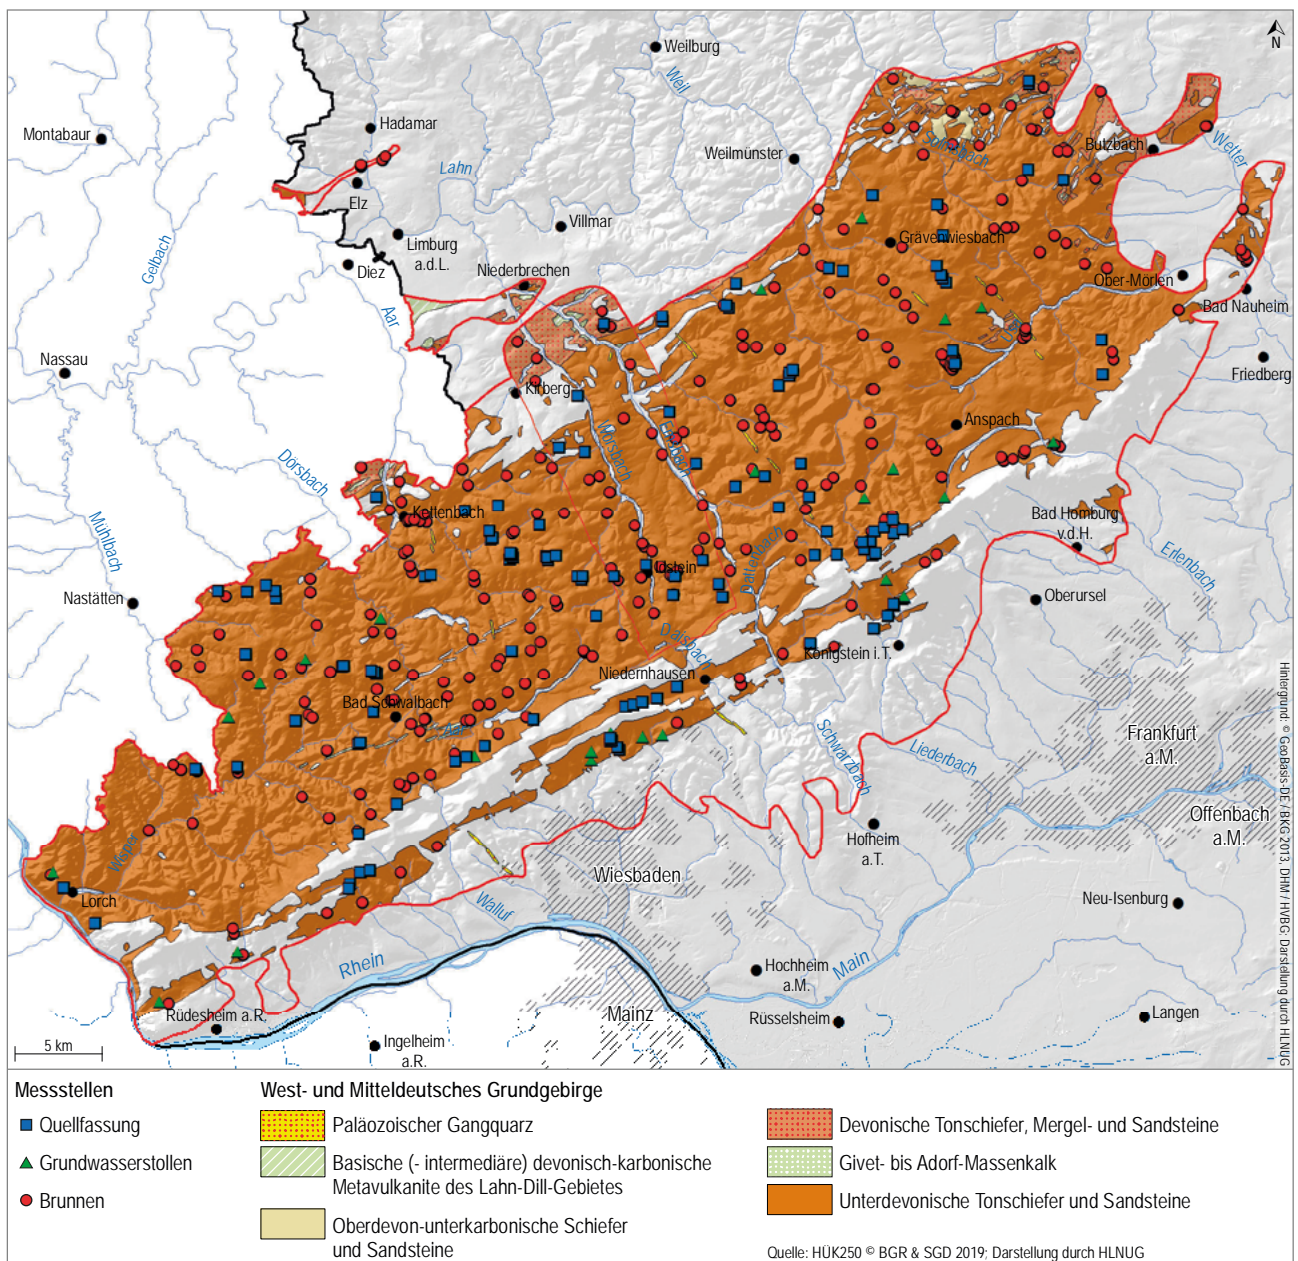 N
Weilburg
Weil
Montabaur
Hadamar
Weilmünster
Solmsbach
Butzbach
Wetter
Lahn
Elz
Villmar
Gelbach
Limburg
a.d.L.
Grävenwiesbach
Diez
Niederbrechen
Ober-Mörlen
Bad Nauheim
Aar
Usa
Nassau
Friedberg
Kirberg
Anspach
Wörsbach
Emsbach
Dörsbach
Kettenbach
Bad Homburg
v.d.H.
Mühlbach
Dattenbach
Erlenbach
Idstein
Nastätten
Oberursel
Daisbach
Königstein i.T.
Niedernhausen
Bad Schwalbach
Aar
Schwarzbach
Liederbach
Frankfurt
a.M.
Offenbach
a.M.
Wisper
Hofheim
a.T.
Wiesbaden
Lorch
Neu-Isenburg
Walluf
Rhein
Main
Hochheim
a.M.
Rüdesheim a.R.
Mainz
Rüsselsheim
Langen
5 km
Ingelheim
a.R.
Hintergrund: © GeoBasis-DE / BKG 2013, DHM / HVBG; Darstellung durch HLNUG
Messstellen
Quellfassung
Grundwasserstollen
Brunnen
West- und Mitteldeutsches Grundgebirge
Paläozoischer Gangquarz
Basische (- intermediäre) devonisch-karbonische
Metavulkanite des Lahn-Dill-Gebietes
Oberdevon-unterkarbonische Schiefer
und Sandsteine
Devonische Tonschiefer, Mergel- und Sandsteine
Givet- bis Adorf-Massenkalk
Unterdevonische Tonschiefer und Sandsteine
Quelle: HÜK250 © BGR & SGD 2019; Darstellung durch HLNUG